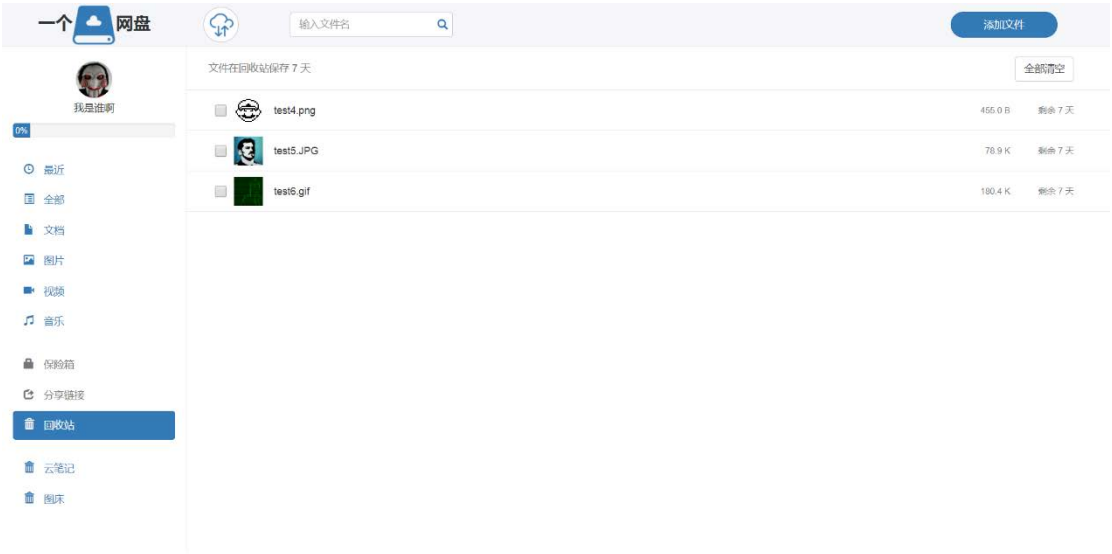 一个网盘
输入文件名
添加文件
我是谁啊
0%
最近
全部
文档
图片
视频
音乐
保险箱
分享链接
回收站
云笔记
图床
文件在回收站保存 7 天
全部清空
test4.png 455.0 B 剩余 7 天
test5.JPG 78.9 K 剩余 7 天
test6.gif 180.4 K 剩余 7 天